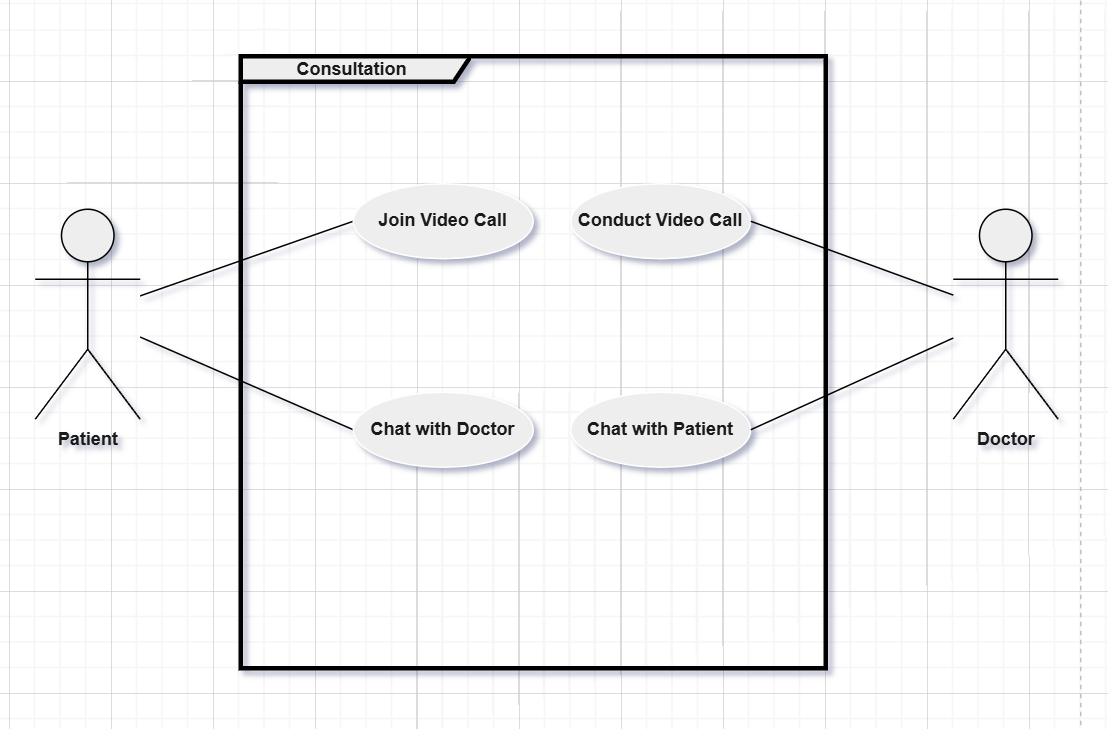 Consultation
Join Video Call
Conduct Video Call
Chat with Doctor
Chat with Patient
Patient
Doctor